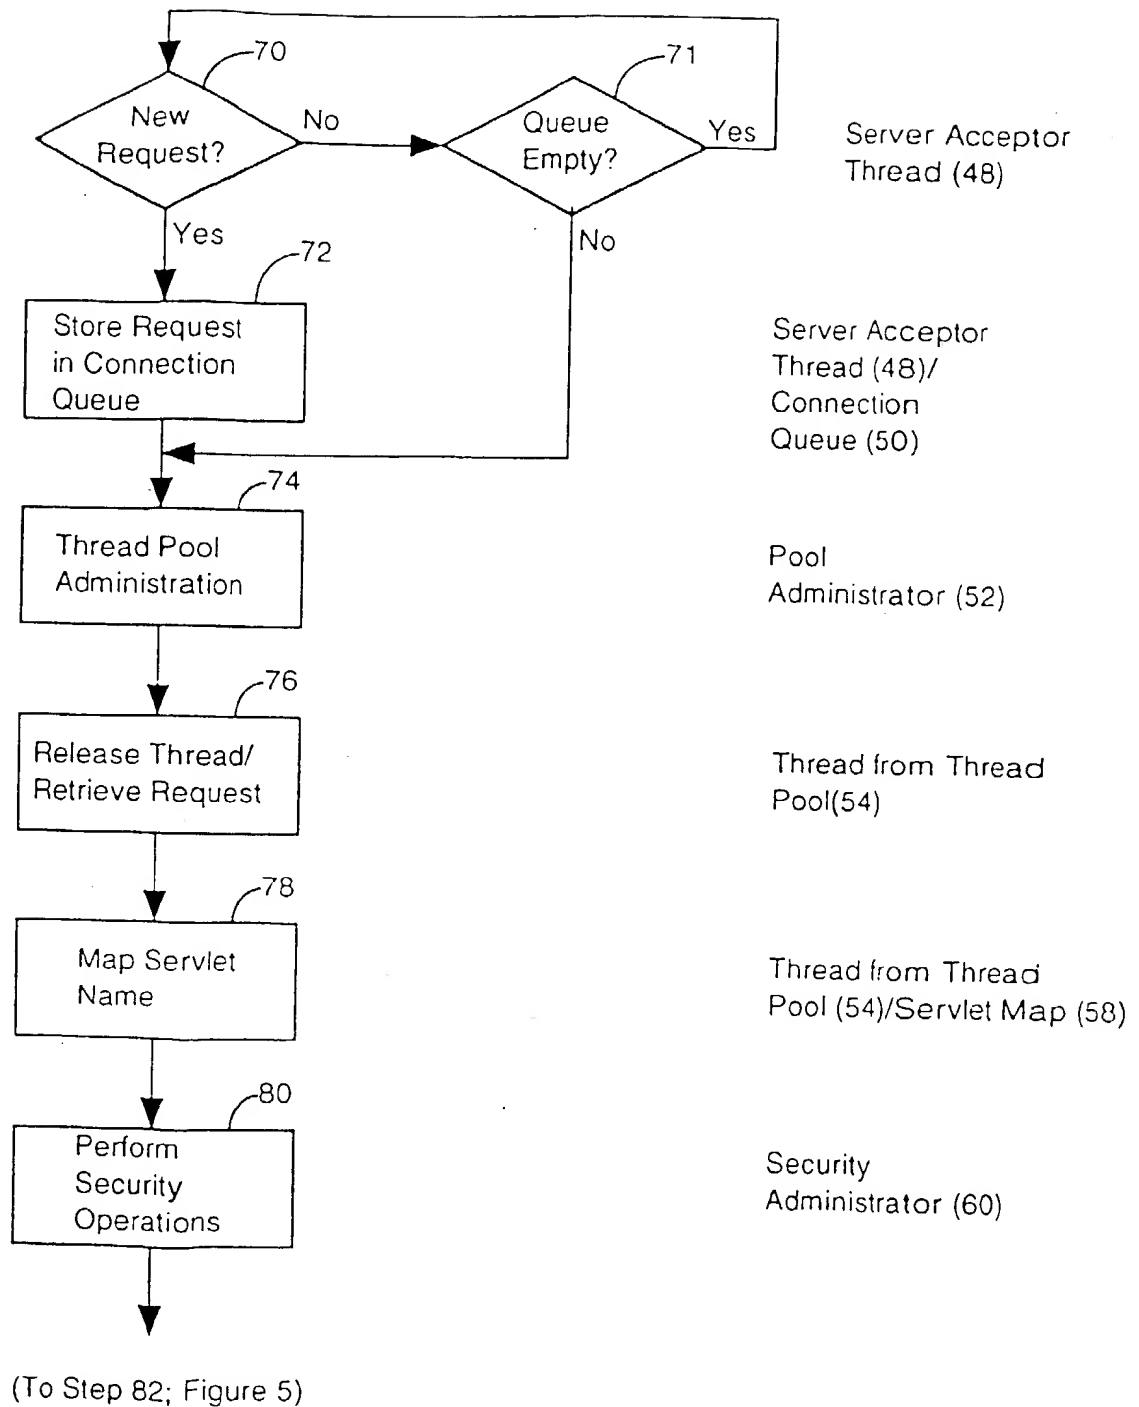 70
New
Request?
No
71
Queue
Empty?
Yes
Server Acceptor
Thread (48)
Yes
No
72
Store Request
in Connection
Queue
Server Acceptor
Thread (48)/
Connection
Queue (50)
74
Thread Pool
Administration
Pool
Administrator (52)
76
Release Thread/
Retrieve Request
Thread from Thread
Pool(54)
78
Map Servlet
Name
Thread from Thread
Pool (54)/Servlet Map (58)
80
Perform
Security
Operations
Security
Administrator (60)
(To Step 82; Figure 5)